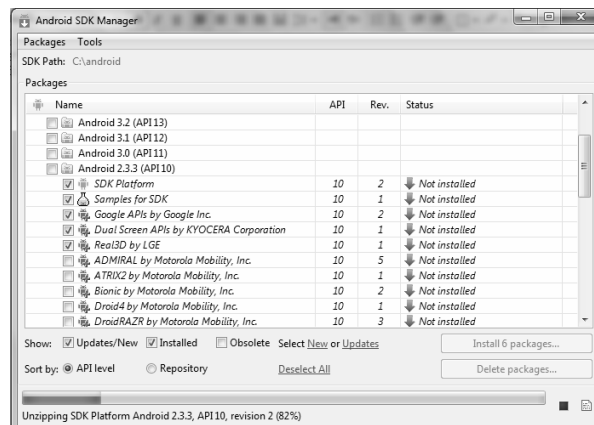 Android SDK Manager
Packages Tools
SDK Path: C:\android
Packages
Name API Rev. Status
Android 3.2 (API 13)
Android 3.1 (API 12)
Android 3.0 (API 11)
Android 2.3.3 (API 10)
SDK Platform 10 2 Not installed
Samples for SDK 10 1 Not installed
Google APIs by Google Inc. 10 2 Not installed
Dual Screen APIs by KYOCERA Corporation 10 1 Not installed
Real3D by LGE 10 1 Not installed
ADMIRAL by Motorola Mobility, Inc. 10 5 Not installed
ATRIX2 by Motorola Mobility, Inc. 10 1 Not installed
Bionic by Motorola Mobility, Inc. 10 2 Not installed
Droid4 by Motorola Mobility, Inc. 10 1 Not installed
DroidRAZR by Motorola Mobility, Inc. 10 3 Not installed
Show: Updates/New Installed Obsolete Select New or Updates Install 6 packages...
Sort by: API level Repository Deselect All Delete packages...
Unzipping SDK Platform Android 2.3.3, API 10, revision 2 (82%)